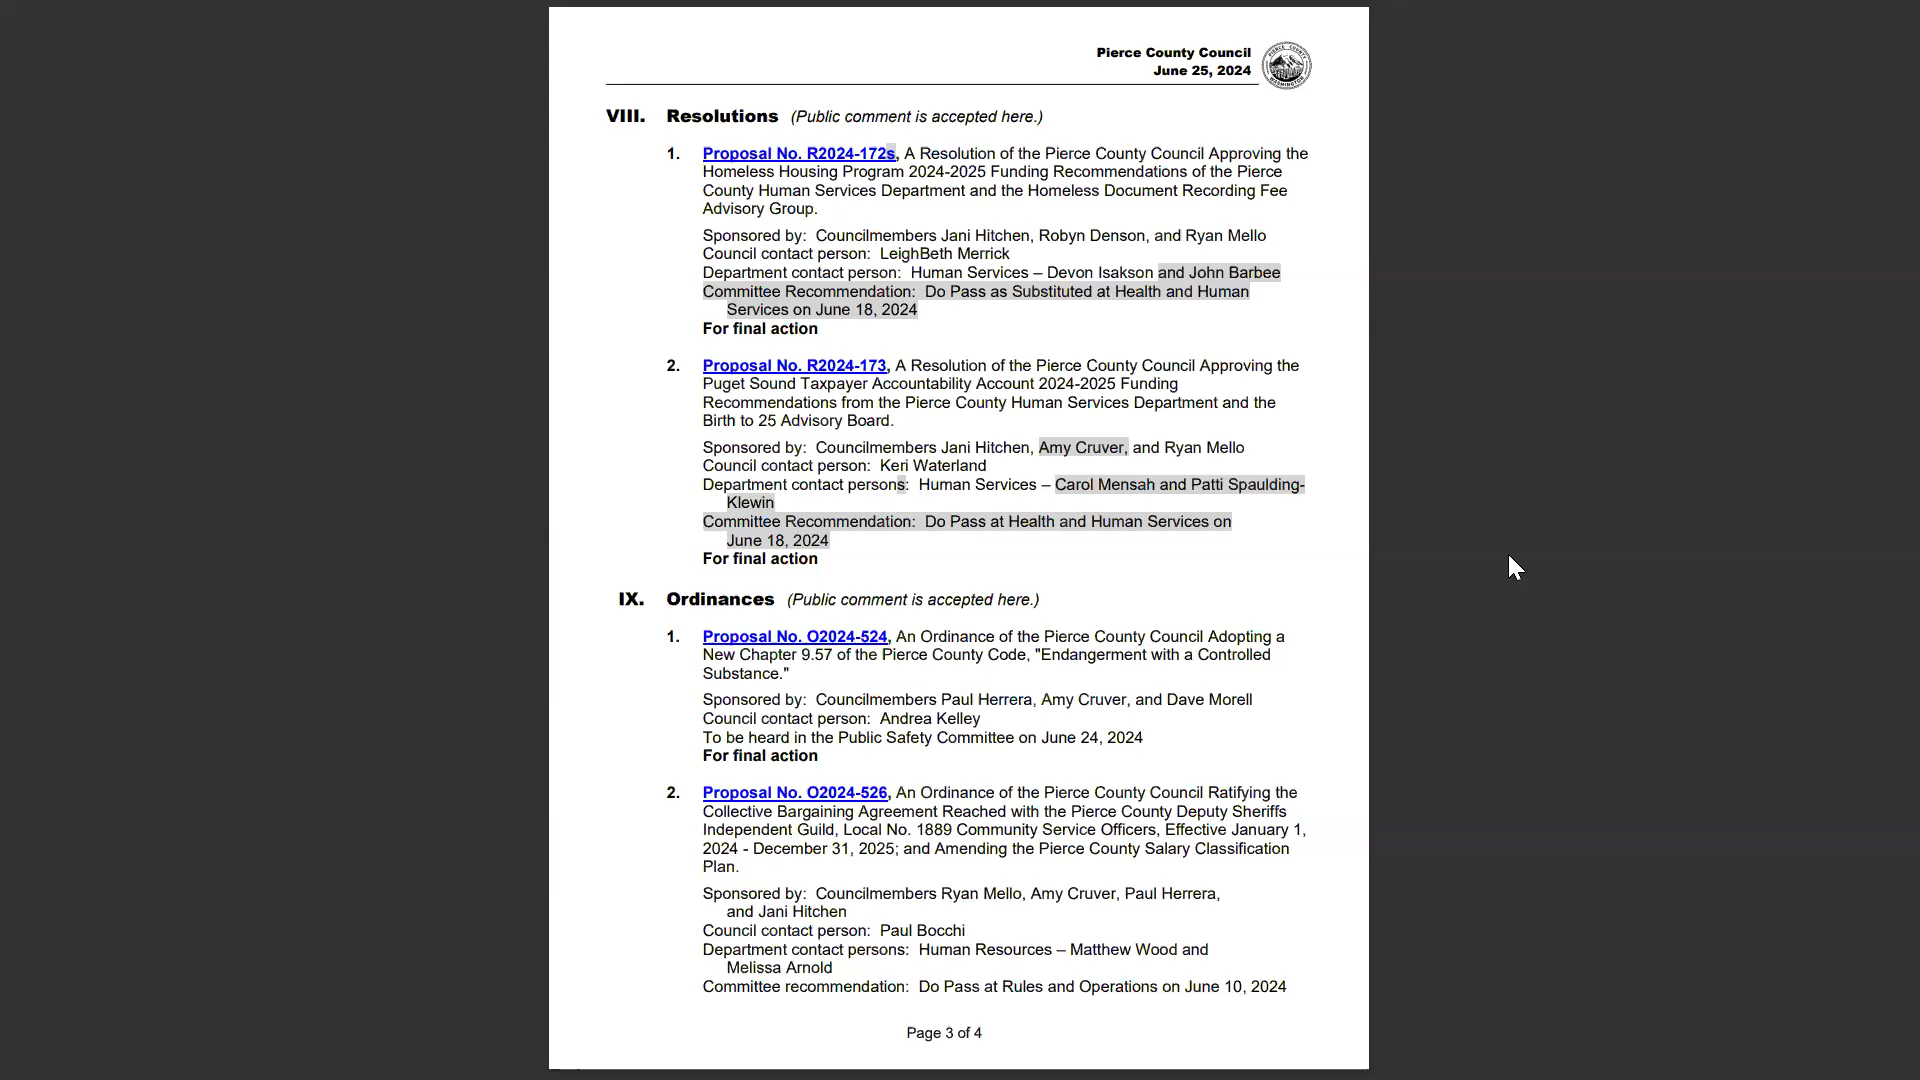 Pierce County Council
June 25, 2024
VIII. Resolutions (Public comment is accepted here.)
1. Proposal No. R2024-172s, A Resolution of the Pierce County Council Approving the
Homeless Housing Program 2024-2025 Funding Recommendations of the Pierce
County Human Services Department and the Homeless Document Recording Fee
Advisory Group.
Sponsored by: Councilmembers Jani Hitchen, Robyn Denson, and Ryan Mello
Council contact person: LeighBeth Merrick
Department contact person: Human Services – Devon Isakson and John Barbee
Committee Recommendation: Do Pass as Substituted at Health and Human
Services on June 18, 2024
For final action
2. Proposal No. R2024-173, A Resolution of the Pierce County Council Approving the
Puget Sound Taxpayer Accountability Account 2024-2025 Funding
Recommendations from the Pierce County Human Services Department and the
Birth to 25 Advisory Board.
Sponsored by: Councilmembers Jani Hitchen, Amy Cruver, and Ryan Mello
Council contact person: Keri Waterland
Department contact persons: Human Services – Carol Mensah and Patti Spaulding-
Klewin
Committee Recommendation: Do Pass at Health and Human Services on
June 18, 2024
For final action
IX. Ordinances (Public comment is accepted here.)
1. Proposal No. O2024-524, An Ordinance of the Pierce County Council Adopting a
New Chapter 9.57 of the Pierce County Code, "Endangerment with a Controlled
Substance."
Sponsored by: Councilmembers Paul Herrera, Amy Cruver, and Dave Morell
Council contact person: Andrea Kelley
To be heard in the Public Safety Committee on June 24, 2024
For final action
2. Proposal No. O2024-526, An Ordinance of the Pierce County Council Ratifying the
Collective Bargaining Agreement Reached with the Pierce County Deputy Sheriffs
Independent Guild, Local No. 1889 Community Service Officers, Effective January 1,
2024 - December 31, 2025; and Amending the Pierce County Salary Classification
Plan.
Sponsored by: Councilmembers Ryan Mello, Amy Cruver, Paul Herrera,
and Jani Hitchen
Council contact person: Paul Bocchi
Department contact persons: Human Resources – Matthew Wood and
Melissa Arnold
Committee recommendation: Do Pass at Rules and Operations on June 10, 2024
Page 3 of 4